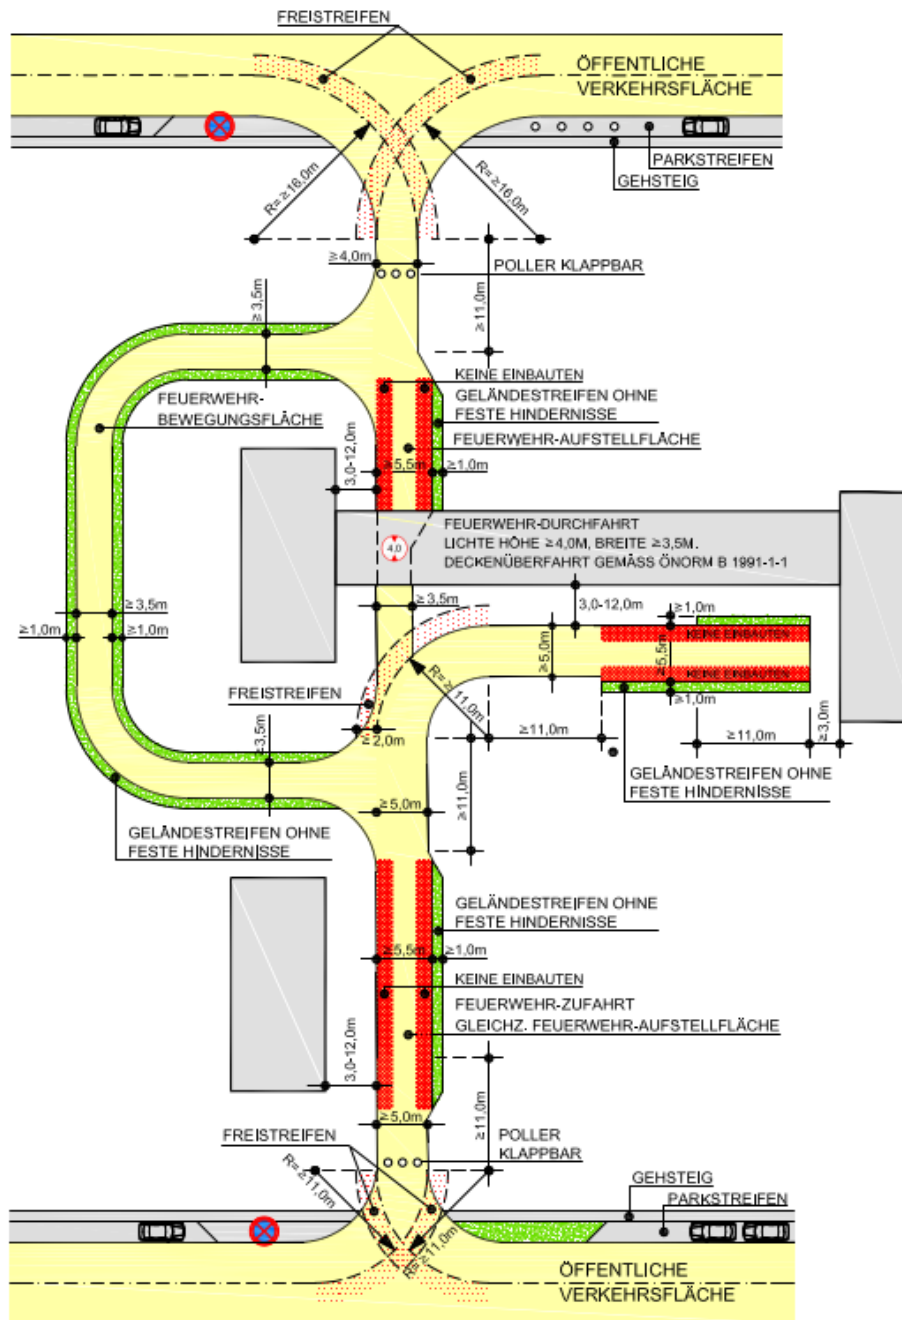 FREISTREIFEN
ÖFFENTLICHE
VERKEHRSFLÄCHE
PARKSTREIFEN
GEHSTEIG
R=≥16,0m
R=≥16,0m
≥4,0m
POLLER KLAPPBAR
≥11,0m
≥3,5m
KEINE EINBAUTEN
GELÄNDESTREIFEN OHNE
FESTE HINDERNISSE
FEUERWEHR-
BEWEGUNGSFLÄCHE
FEUERWEHR-AUFSTELLFLÄCHE
3,0-12,0m
≥5,5m
≥1,0m
FEUERWEHR-DURCHFAHRT
LICHTE HÖHE ≥4,0M, BREITE ≥3,5M.
DECKENÜBERFAHRT GEMÄSS ÖNORM B 1991-1-1
4,0
≥3,5m
≥3,5m
3,0-12,0m
≥1,0m
≥1,0m
≥1,0m
KEINE EINBAUTEN
≥5,0m
≥5,5m
KEINE EINBAUTEN
R=≥11,0m
FREISTREIFEN
≥1,0m
≥2,0m
≥11,0m
≥11,0m
≥3,0m
≥3,5m
GELÄNDESTREIFEN OHNE
FESTE HINDERNISSE
≥5,0m
≥11,0m
GELÄNDESTREIFEN OHNE
FESTE HINDERNISSE
GELÄNDESTREIFEN OHNE
FESTE HINDERNISSE
≥5,5m
≥1,0m
KEINE EINBAUTEN
FEUERWEHR-ZUFAHRT
GLEICHZ. FEUERWEHR-AUFSTELLFLÄCHE
3,0-12,0m
≥11,0m
≥5,0m
FREISTREIFEN
POLLER
KLAPPBAR
R=≥11,0m
GEHSTEIG
PARKSTREIFEN
R=≥11,0m
ÖFFENTLICHE
VERKEHRSFLÄCHE